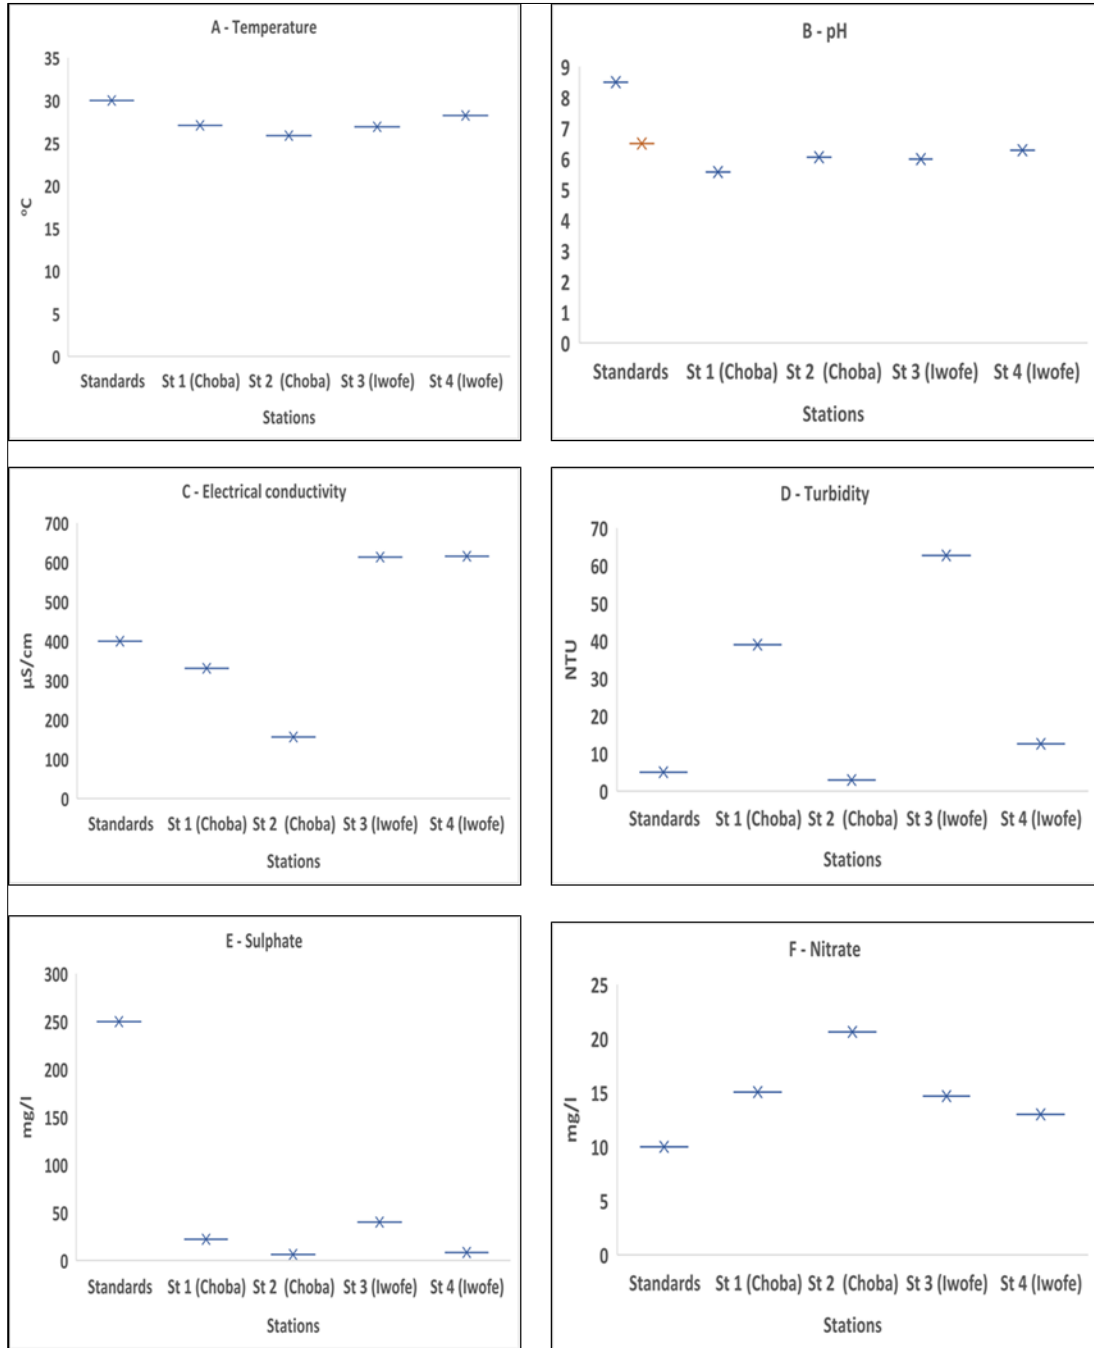 A - Temperature
35
30
25
20
15
10
5
0
°C
Standards St 1 (Choba) St 2 (Choba) St 3 (Iwofe) St 4 (Iwofe)
Stations
B - pH
9
8
7
6
5
4
3
2
1
0
Standards St 1 (Choba) St 2 (Choba) St 3 (Iwofe) St 4 (Iwofe)
Stations
C - Electrical conductivity
700
600
500
400
300
200
100
0
µS/cm
Standards St 1 (Choba) St 2 (Choba) St 3 (Iwofe) St 4 (Iwofe)
Stations
D - Turbidity
70
60
50
40
30
20
10
0
NTU
Standards St 1 (Choba) St 2 (Choba) St 3 (Iwofe) St 4 (Iwofe)
Stations
E - Sulphate
300
250
200
150
100
50
0
mg/l
Standards St 1 (Choba) St 2 (Choba) St 3 (Iwofe) St 4 (Iwofe)
Stations
F - Nitrate
25
20
15
10
5
0
mg/l
Standards St 1 (Choba) St 2 (Choba) St 3 (Iwofe) St 4 (Iwofe)
Stations